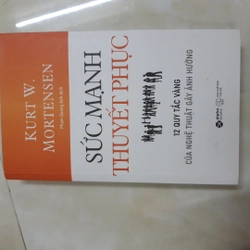 KURT W.
MORTENSEN
SỨC MẠNH
THUYẾT PHỤC
12 QUY TẮC VÀNG
CỦA NGHỆ THUẬT GÂY ẢNH HƯỞNG